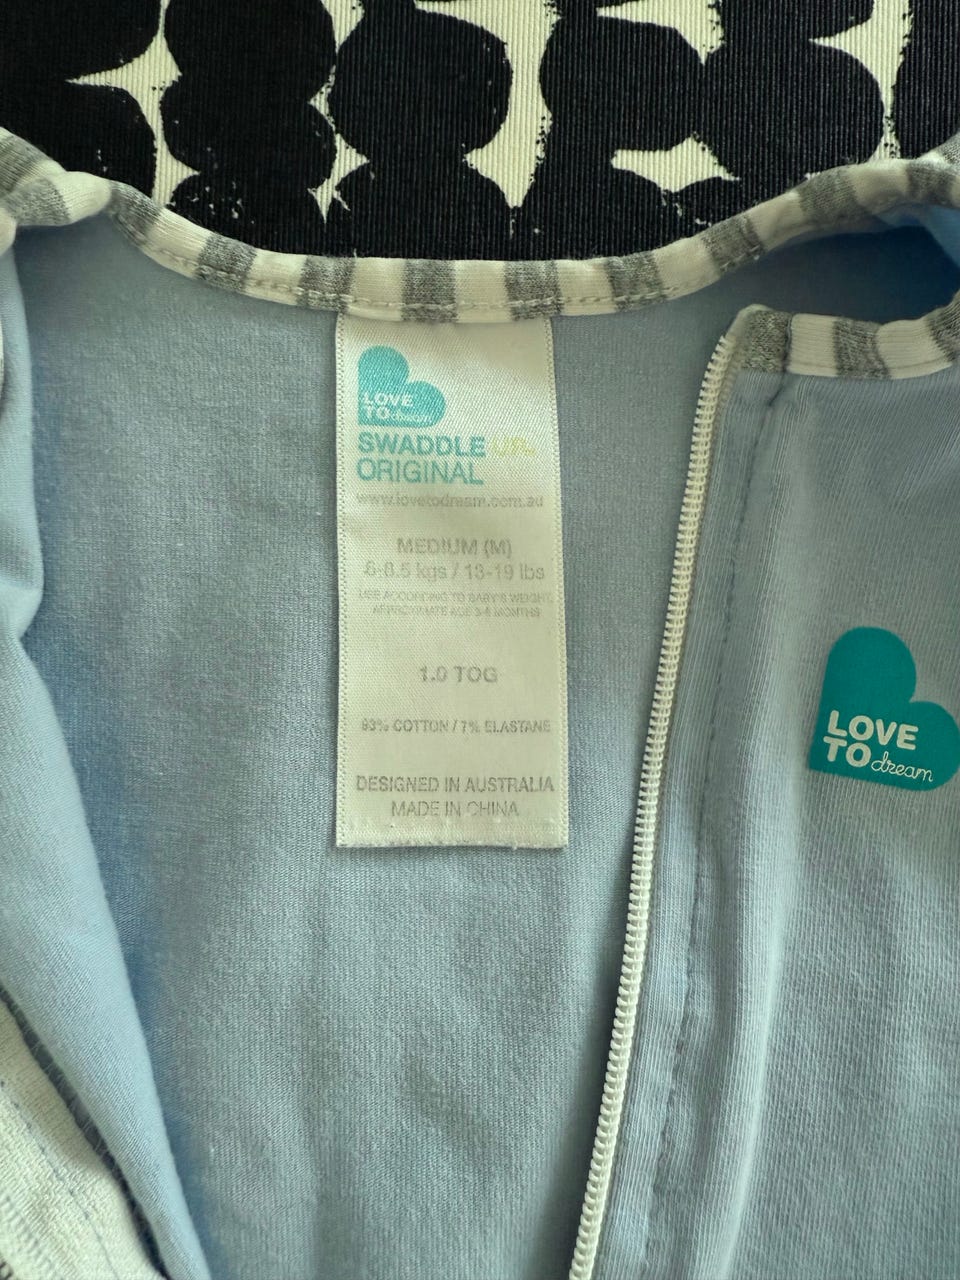 LOVE
TO dream
SWADDLE UP
ORIGINAL
www.lovetodream.com.au
MEDIUM (M)
6-8.5 kgs / 13-19 lbs
USE ACCORDING TO BABY'S WEIGHT
APPROXIMATE AGE 3-6 MONTHS
1.0 TOG
93% COTTON / 7% ELASTANE
DESIGNED IN AUSTRALIA
MADE IN CHINA
LOVE
TO dream